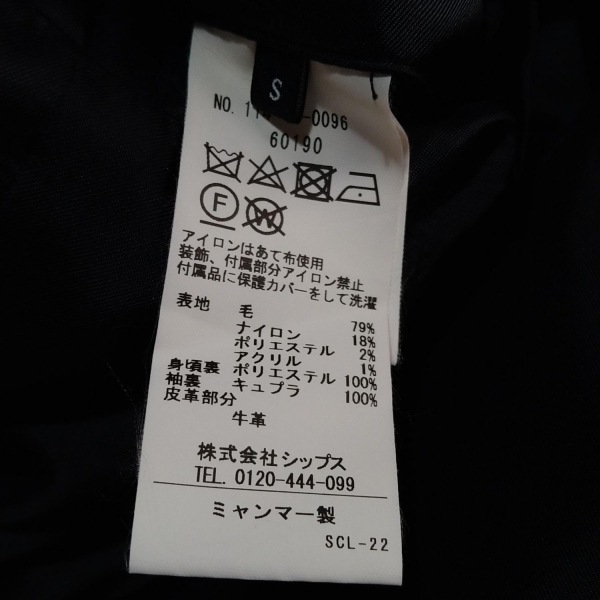 S
NO. 11 -0096
60190
F W
アイロンはあて布使用
装飾、付属部分アイロン禁止
付属品に保護カバーをして洗濯
表地 毛 79%
ナイロン 18%
ポリエステル 2%
アクリル 1%
身頃裏 ポリエステル 100%
袖裏 キュプラ 100%
皮革部分
牛革
株式会社シップス
TEL. 0120-444-099
ミャンマー製
SCL-22